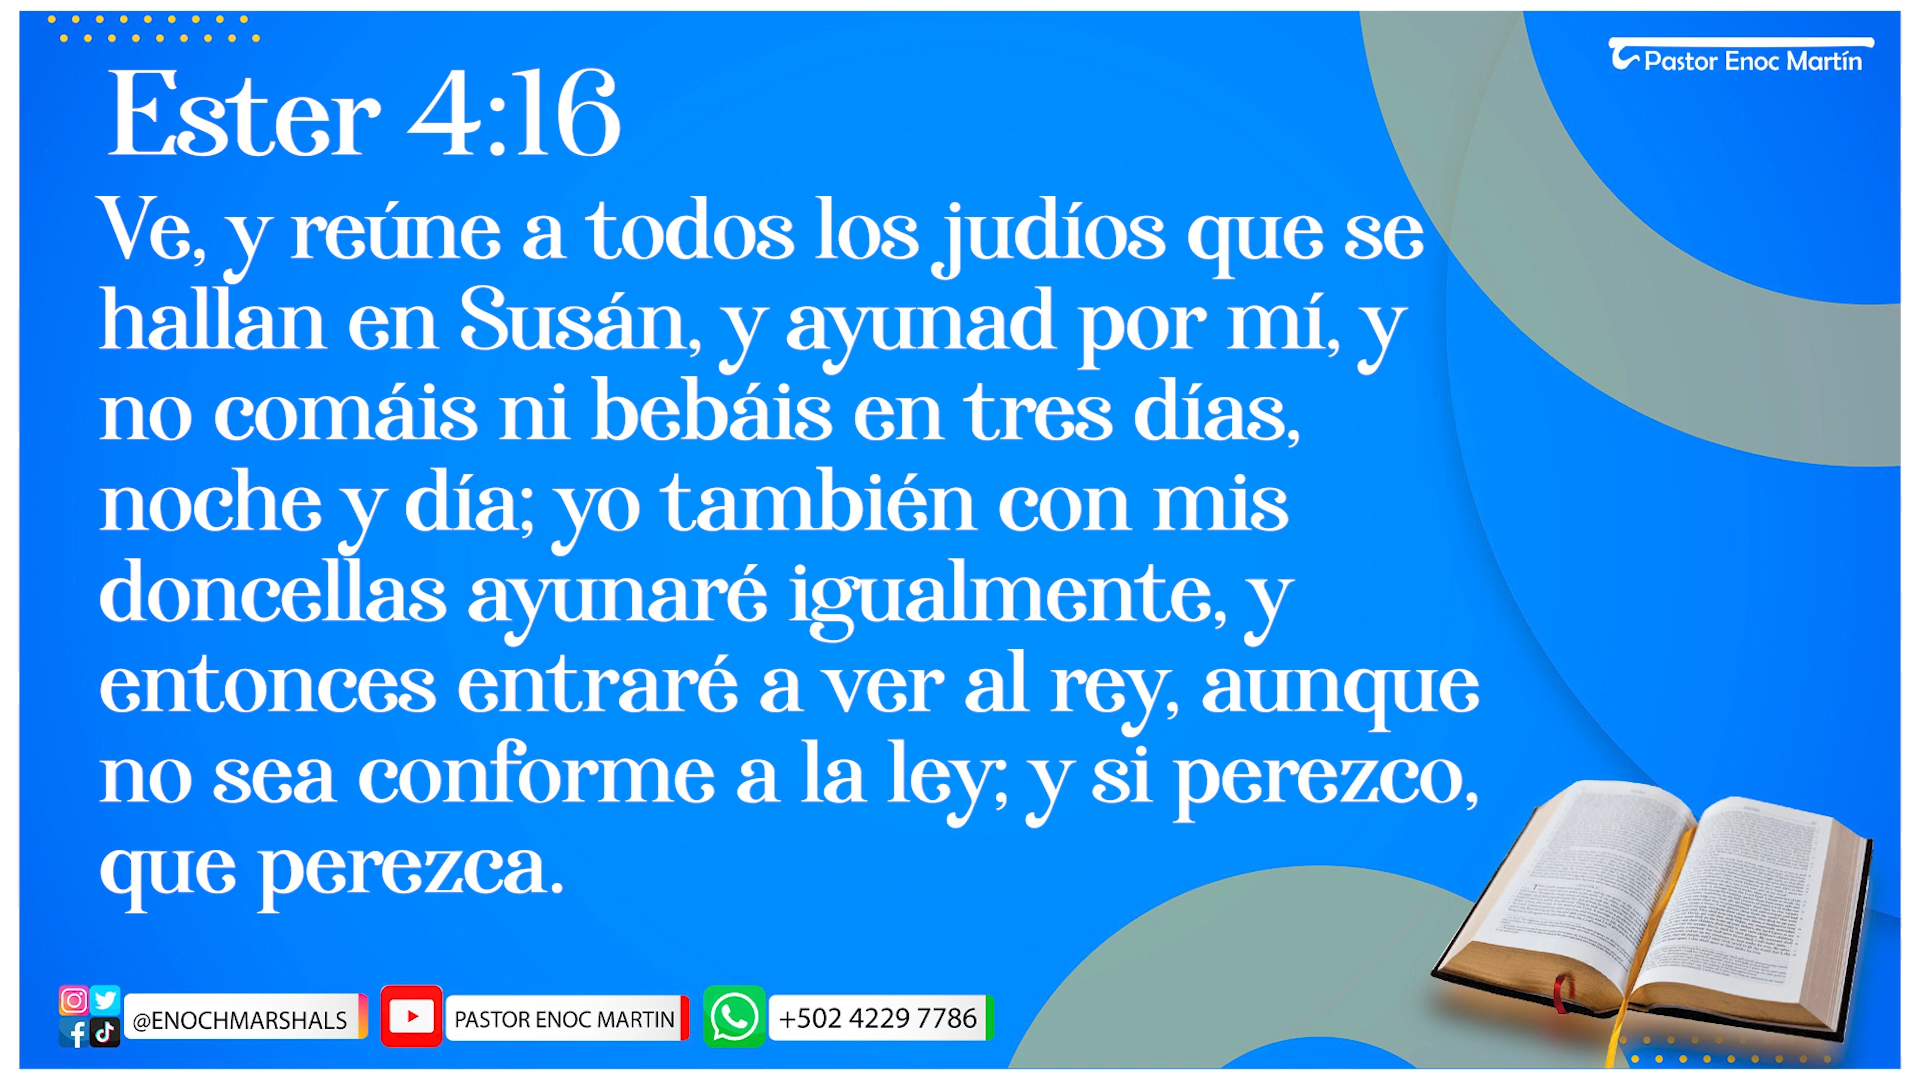 Pastor Enoc Martín
Ester 4:16
Ve, y reúne a todos los judíos que se
hallan en Susán, y ayunad por mí, y
no comáis ni bebáis en tres días,
noche y día; yo también con mis
doncellas ayunaré igualmente, y
entonces entraré a ver al rey, aunque
no sea conforme a la ley; y si perezco,
que perezca.
@ENOCHMARSHALS
PASTOR ENOC MARTIN
+502 4229 7786